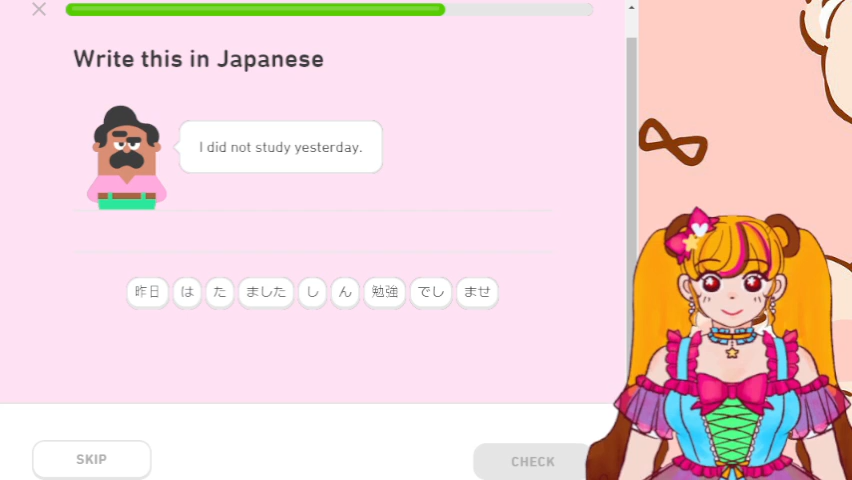 Write this in Japanese
I did not study yesterday.
昨日 は た ました し ん 勉強 でし ませ
SKIP
CHECK